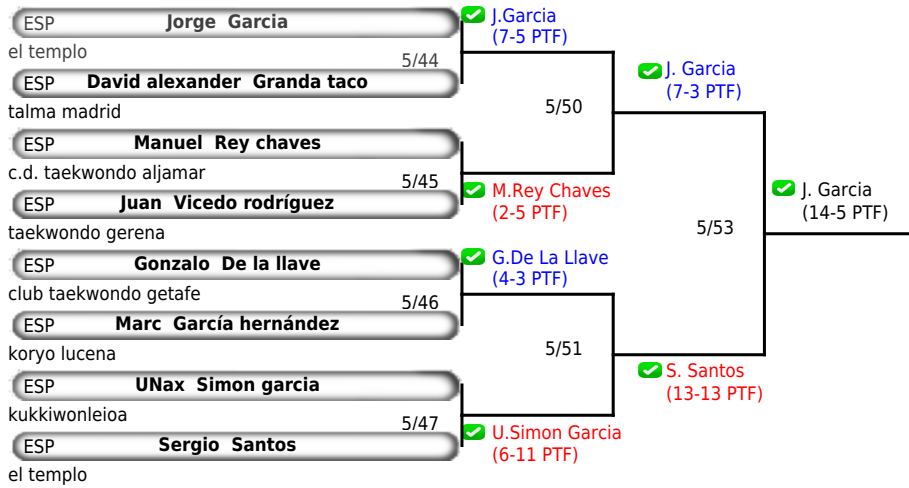 ESP Jorge Garcia
el templo
5/44
ESP David alexander Granda taco
talma madrid
ESP Manuel Rey chaves
c.d. taekwondo aljamar
5/45
ESP Juan Vicedo rodríguez
taekwondo gerena
ESP Gonzalo De la llave
club taekwondo getafe
5/46
ESP Marc García hernández
koryo lucena
ESP UNax Simon garcia
kukkiwonleioa
5/47
ESP Sergio Santos
el templo
J.Garcia
(7-5 PTF)
5/50
M.Rey Chaves
(2-5 PTF)
G.De La Llave
(4-3 PTF)
5/51
U.Simon Garcia
(6-11 PTF)
J. Garcia
(7-3 PTF)
5/53
S. Santos
(13-13 PTF)
J. Garcia
(14-5 PTF)